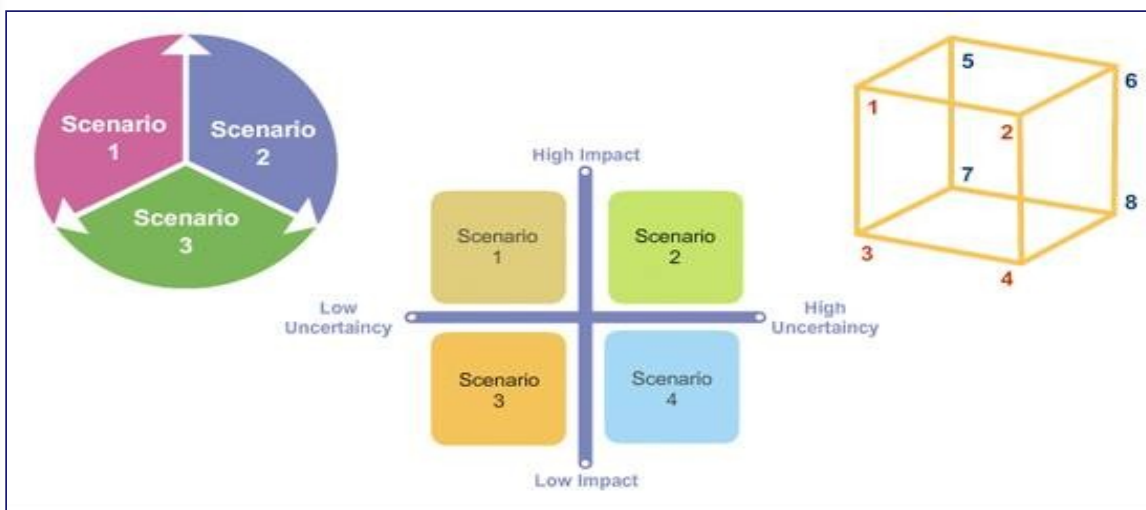 Scenario
1
Scenario
2
Scenario
3
High Impact
Low
Uncertaincy
High
Uncertaincy
Scenario
1
Scenario
2
Scenario
3
Scenario
4
Low Impact
5
6
1
2
7
8
3
4